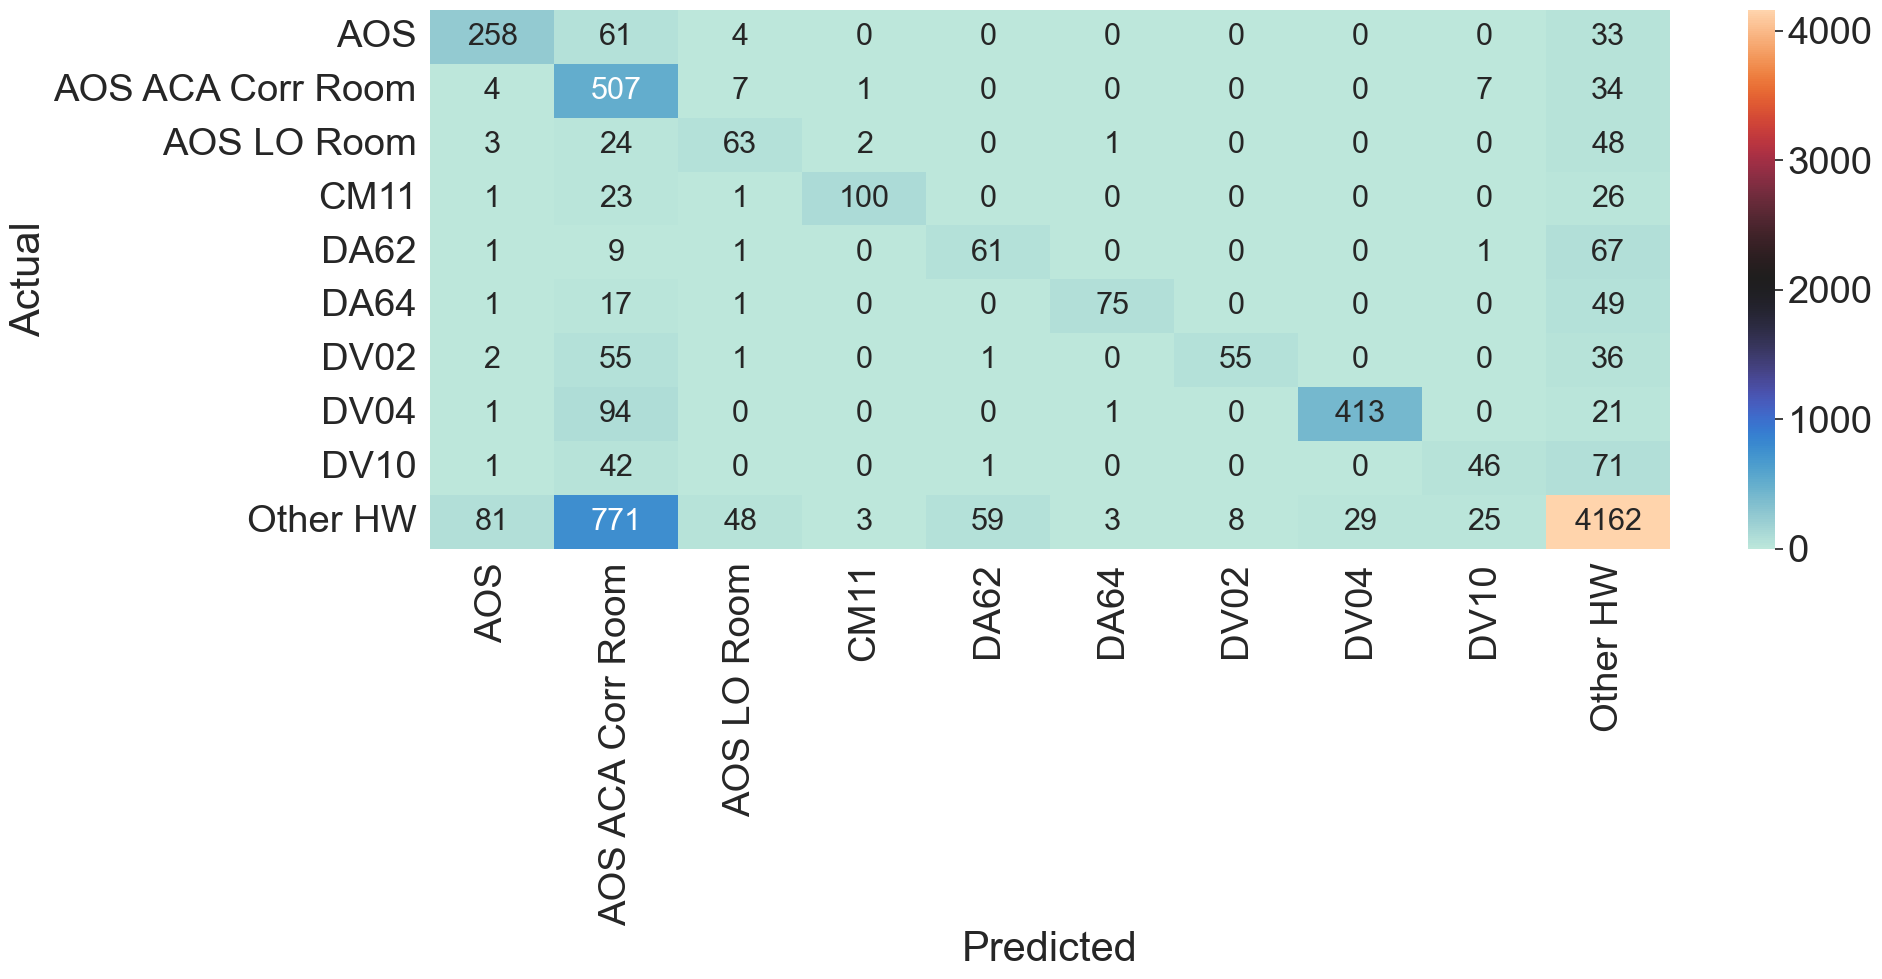 AOS 258 61 4 0 0 0 0 0 0 33
AOS ACA Corr Room 4 507 7 1 0 0 0 0 7 34
AOS LO Room 3 24 63 2 0 1 0 0 0 48
CM11 1 23 1 100 0 0 0 0 0 26
DA62 1 9 1 0 61 0 0 0 1 67
DA64 1 17 1 0 0 75 0 0 0 49
DV02 2 55 1 0 1 0 55 0 0 36
DV04 1 94 0 0 0 1 0 413 0 21
DV10 1 42 0 0 1 0 0 0 46 71
Other HW 81 771 48 3 59 3 8 29 25 4162
Actual
AOS
AOS ACA Corr Room
AOS LO Room
CM11
DA62
DA64
DV02
DV04
DV10
Other HW
Predicted
4000
3000
2000
1000
0